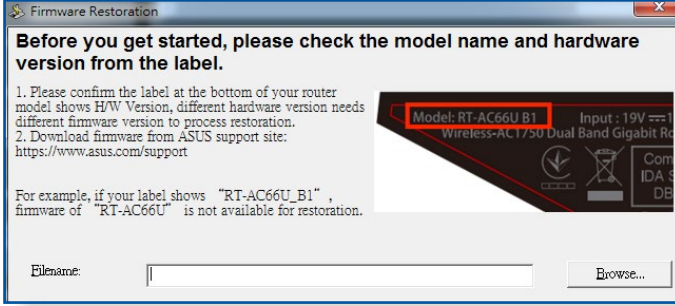 Firmware Restoration
Before you get started, please check the model name and hardware
version from the label.
1. Please confirm the label at the bottom of your router
model shows H/W Version, different hardware version needs
different firmware version to process restoration.
2. Download firmware from ASUS support site:
https://www.asus.com/support
For example, if your label shows “RT-AC66U_B1”,
firmware of “RT-AC66U” is not available for restoration.
Model: RT-AC66U B1 Input : 19V
Wireless-AC1750 Dual Band Gigabit
Com
IDA S
DB
Filename:
Browse...